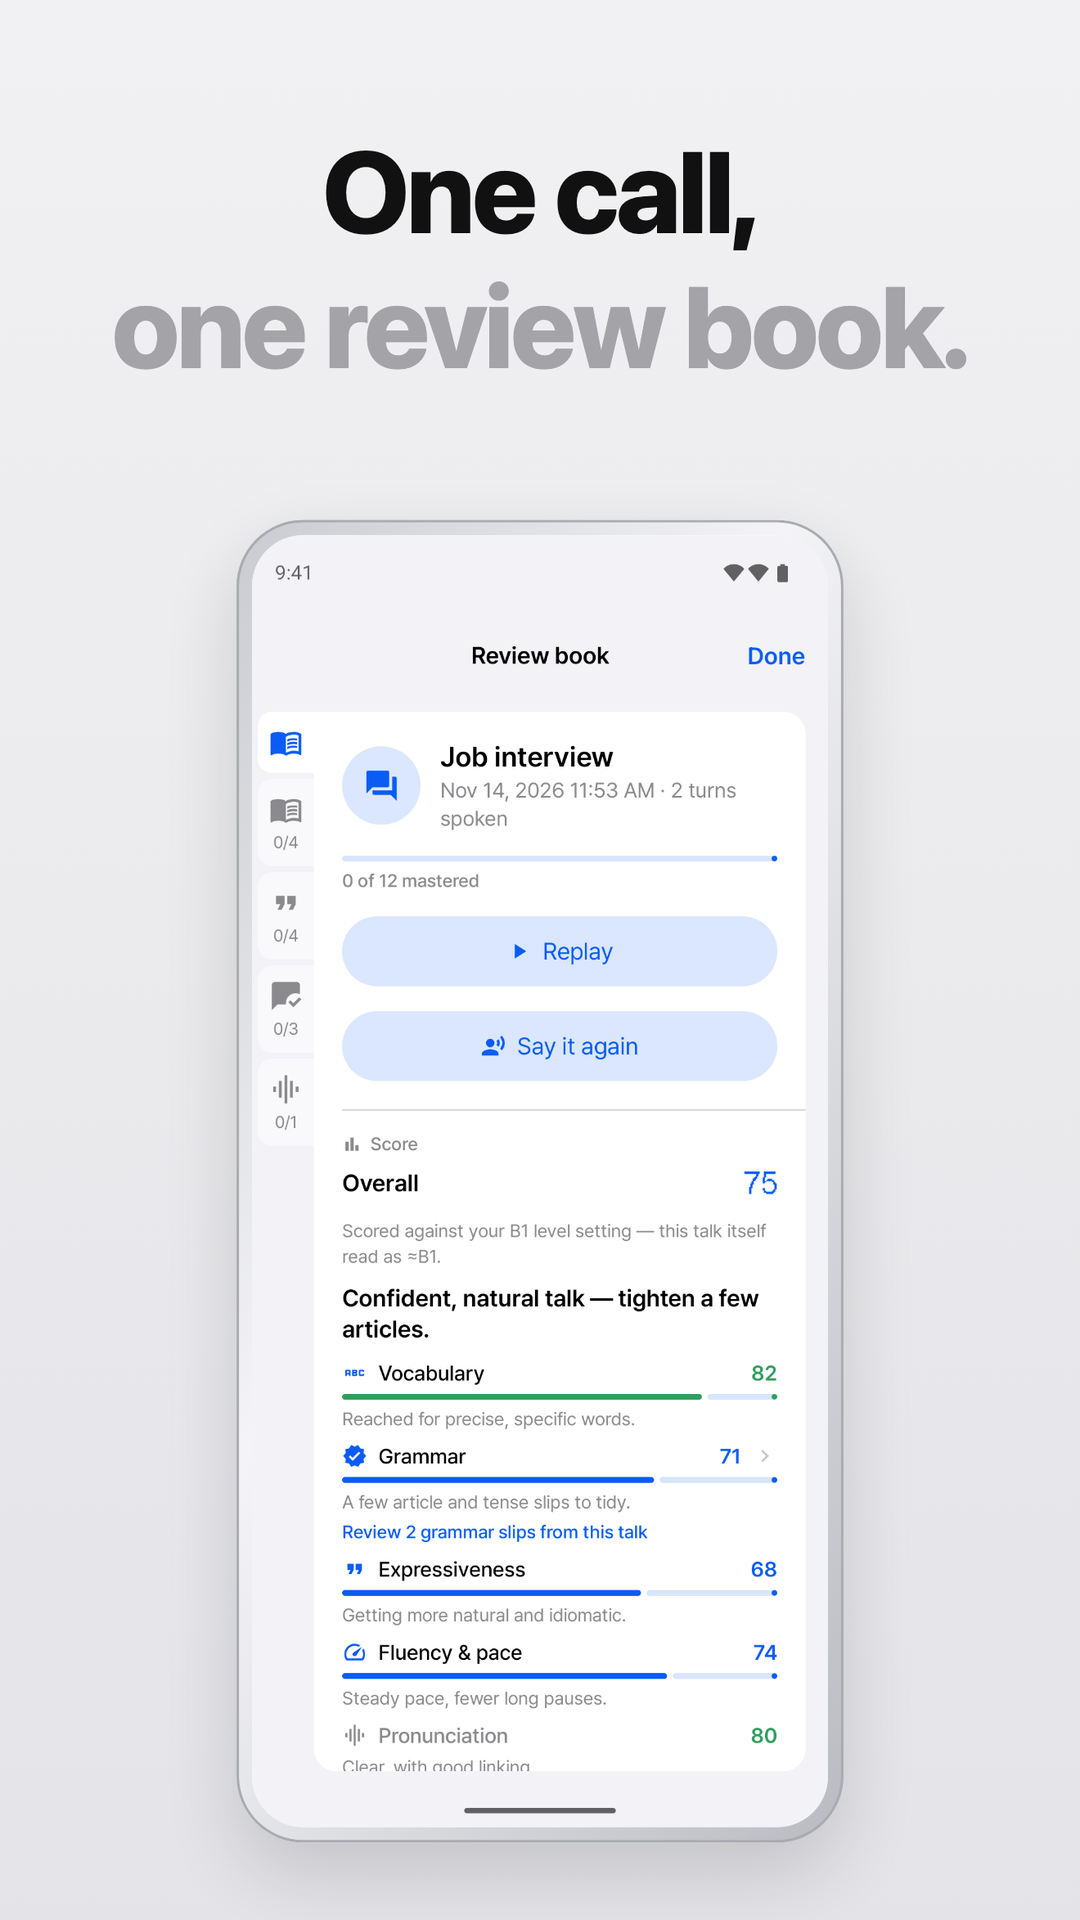 One call,
one review book.
9:41
Review book
Done
Job interview
Nov 14, 2026 11:53 AM · 2 turns
spoken
0 of 12 mastered
0/4
0/4
0/3
0/1
Replay
Say it again
Score
Overall
75
Scored against your B1 level setting — this talk itself
read as ≈B1.
Confident, natural talk — tighten a few
articles.
ABC
Vocabulary
82
Reached for precise, specific words.
Grammar
71
A few article and tense slips to tidy.
Review 2 grammar slips from this talk
Expressiveness
68
Getting more natural and idiomatic.
Fluency & pace
74
Steady pace, fewer long pauses.
Pronunciation
80
Clear, with good linking